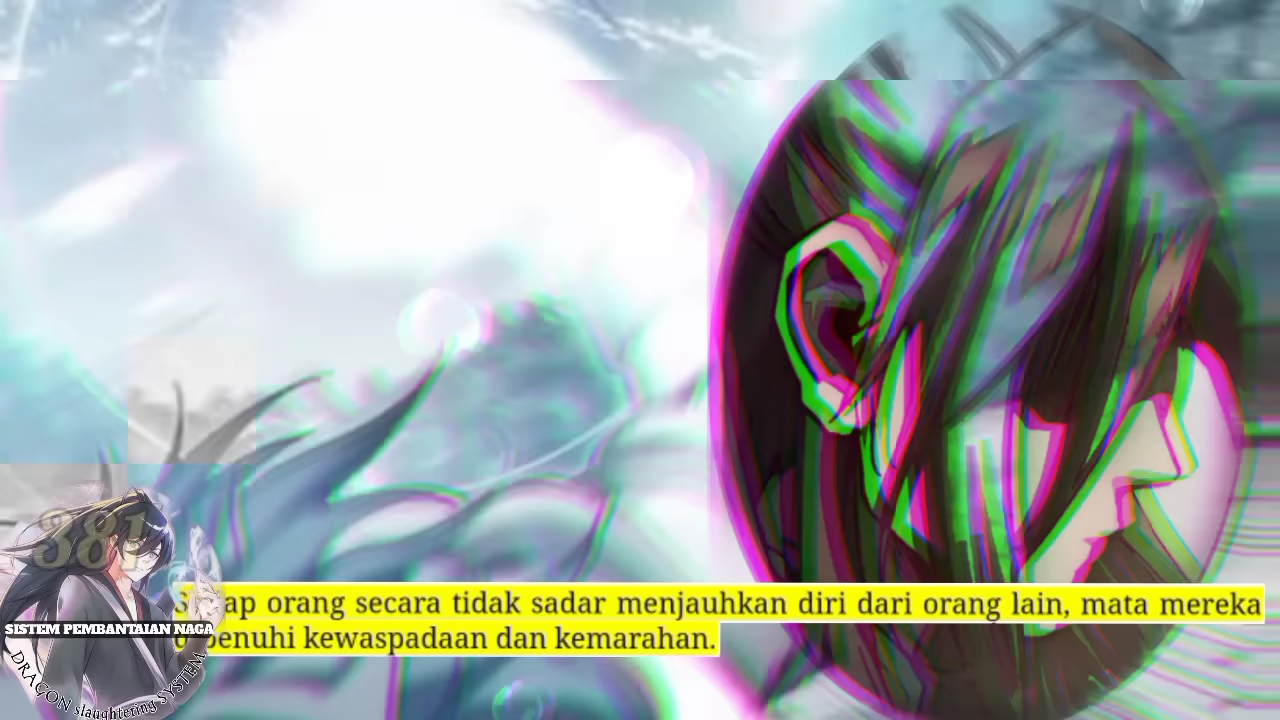 381
ap orang secara tidak sadar menjauhkan diri dari orang lain, mata mereka
penuhi kewaspadaan dan kemarahan.
SISTEM PEMBANTAIAN NAGA
DRAGON slaughtering SYSTEM